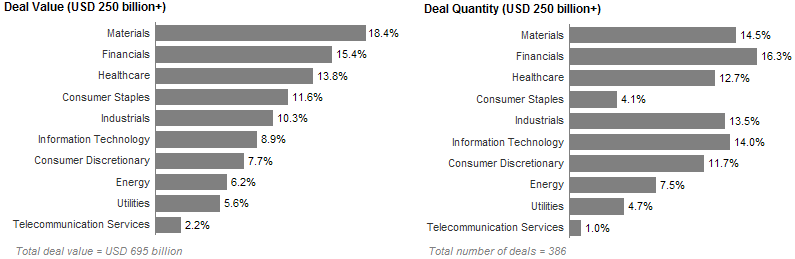 Deal Value (USD 250 billion+)
Materials 18.4%
Financials 15.4%
Healthcare 13.8%
Consumer Staples 11.6%
Industrials 10.3%
Information Technology 8.9%
Consumer Discretionary 7.7%
Energy 6.2%
Utilities 5.6%
Telecommunication Services 2.2%
Total deal value = USD 695 billion
Deal Quantity (USD 250 billion+)
Materials 14.5%
Financials 16.3%
Healthcare 12.7%
Consumer Staples 4.1%
Industrials 13.5%
Information Technology 14.0%
Consumer Discretionary 11.7%
Energy 7.5%
Utilities 4.7%
Telecommunication Services 1.0%
Total number of deals = 386